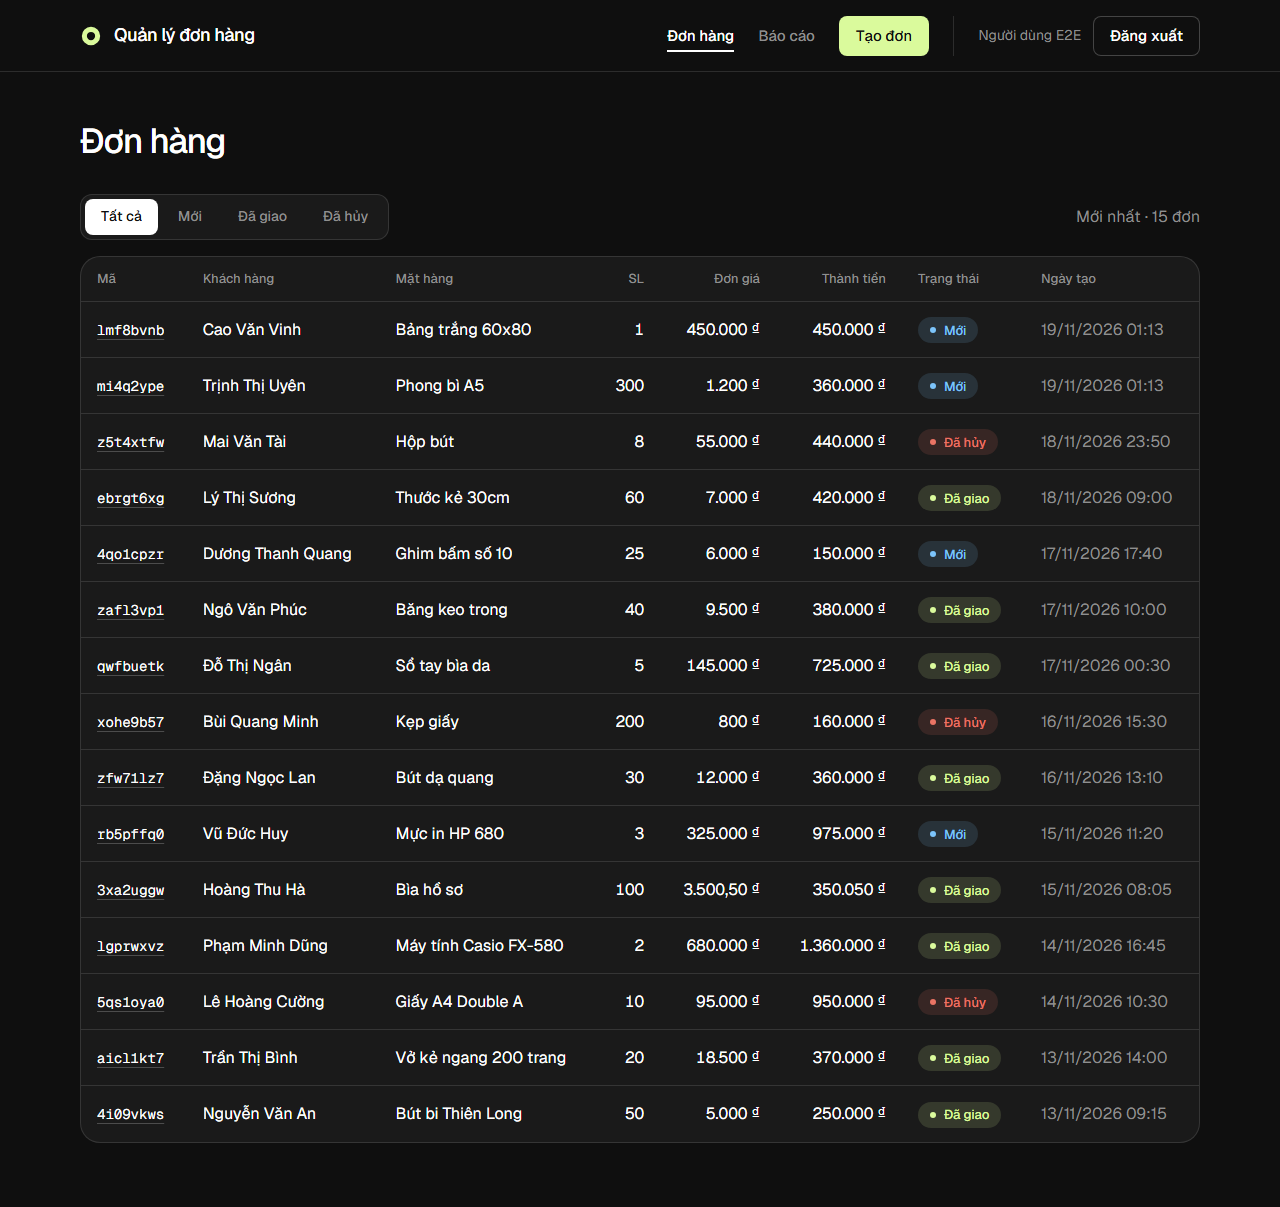 Quản lý đơn hàng
Đơn hàng Báo cáo Tạo đơn Người dùng E2E Đăng xuất
Đơn hàng
Tất cả Mới Đã giao Đã hủy Mới nhất · 15 đơn
Mã Khách hàng Mặt hàng SL Đơn giá Thành tiền Trạng thái Ngày tạo
lmf8bvnb Cao Văn Vinh Bảng trắng 60x80 1 450.000 ₫ 450.000 ₫ Mới 19/11/2026 01:13
mi4q2ype Trịnh Thị Uyên Phong bì A5 300 1.200 ₫ 360.000 ₫ Mới 19/11/2026 01:13
z5t4xtfw Mai Văn Tài Hộp bút 8 55.000 ₫ 440.000 ₫ Đã hủy 18/11/2026 23:50
ebrgt6xg Lý Thị Sương Thước kẻ 30cm 60 7.000 ₫ 420.000 ₫ Đã giao 18/11/2026 09:00
4qo1cpzr Dương Thanh Quang Ghim bấm số 10 25 6.000 ₫ 150.000 ₫ Mới 17/11/2026 17:40
zafl3vp1 Ngô Văn Phúc Băng keo trong 40 9.500 ₫ 380.000 ₫ Đã giao 17/11/2026 10:00
qwfbuetk Đỗ Thị Ngân Sổ tay bìa da 5 145.000 ₫ 725.000 ₫ Đã giao 17/11/2026 00:30
xohe9b57 Bùi Quang Minh Kẹp giấy 200 800 ₫ 160.000 ₫ Đã hủy 16/11/2026 15:30
zfw71lz7 Đặng Ngọc Lan Bút dạ quang 30 12.000 ₫ 360.000 ₫ Đã giao 16/11/2026 13:10
rb5pffq0 Vũ Đức Huy Mực in HP 680 3 325.000 ₫ 975.000 ₫ Mới 15/11/2026 11:20
3xa2uggw Hoàng Thu Hà Bìa hồ sơ 100 3.500,50 ₫ 350.050 ₫ Đã giao 15/11/2026 08:05
lgprwxvz Phạm Minh Dũng Máy tính Casio FX-580 2 680.000 ₫ 1.360.000 ₫ Đã giao 14/11/2026 16:45
5qs1oya0 Lê Hoàng Cường Giấy A4 Double A 10 95.000 ₫ 950.000 ₫ Đã hủy 14/11/2026 10:30
aicl1kt7 Trần Thị Bình Vở kẻ ngang 200 trang 20 18.500 ₫ 370.000 ₫ Đã giao 13/11/2026 14:00
4i09vkws Nguyễn Văn An Bút bi Thiên Long 50 5.000 ₫ 250.000 ₫ Đã giao 13/11/2026 09:15